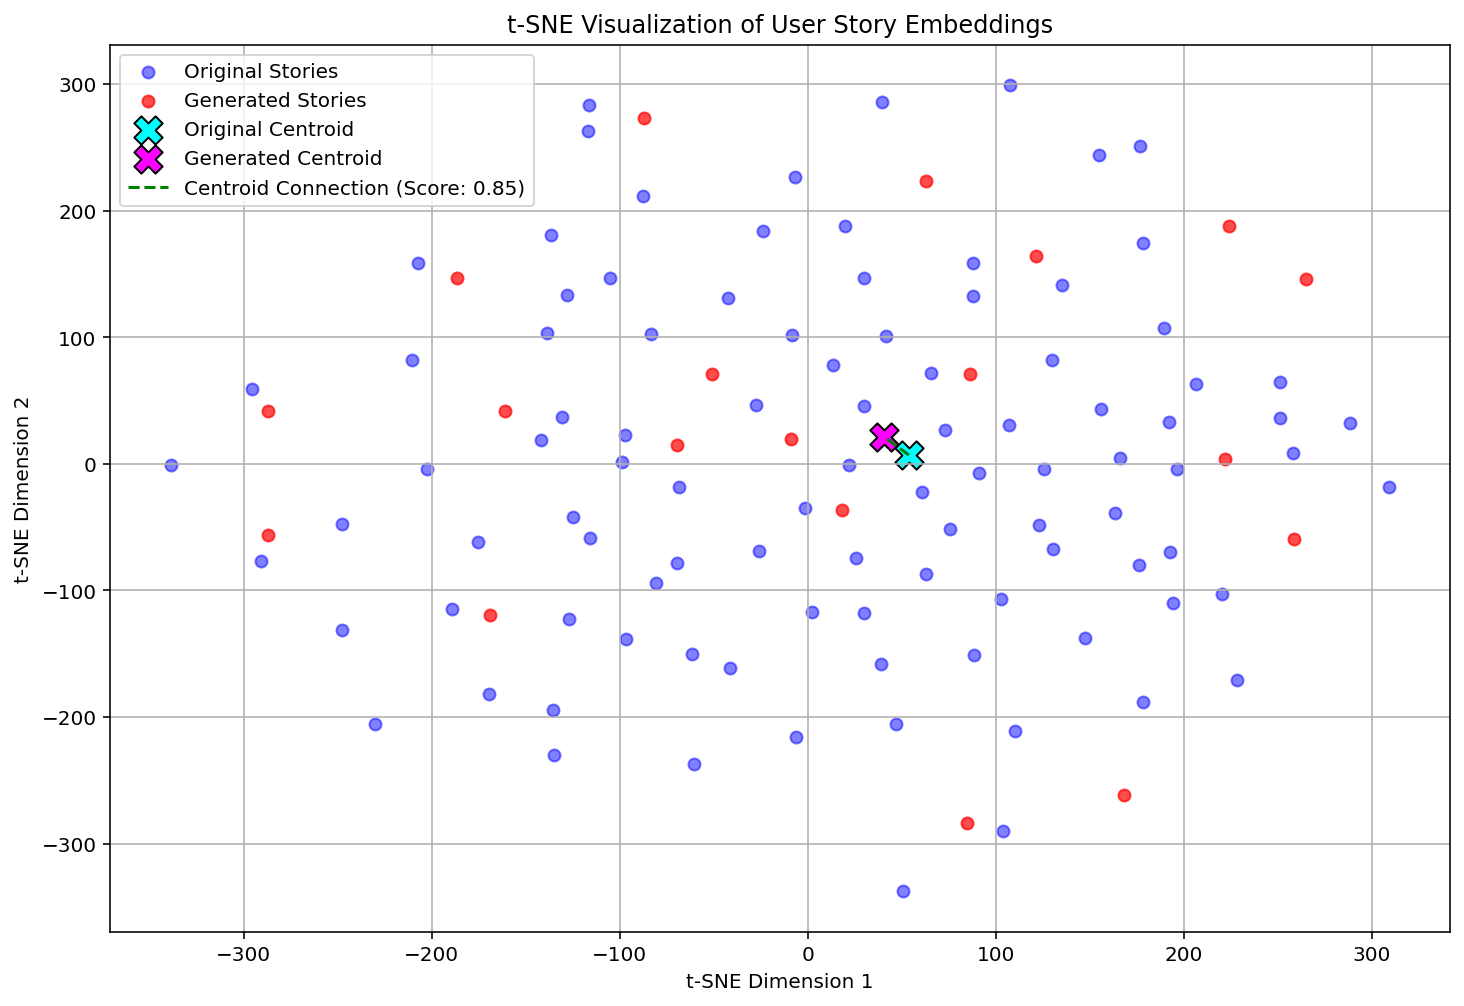 t-SNE Visualization of User Story Embeddings
Original Stories
Generated Stories
Original Centroid
Generated Centroid
Centroid Connection (Score: 0.85)
300
200
100
0
−100
−200
−300
t-SNE Dimension 2
−300
−200
−100
0
100
200
300
t-SNE Dimension 1